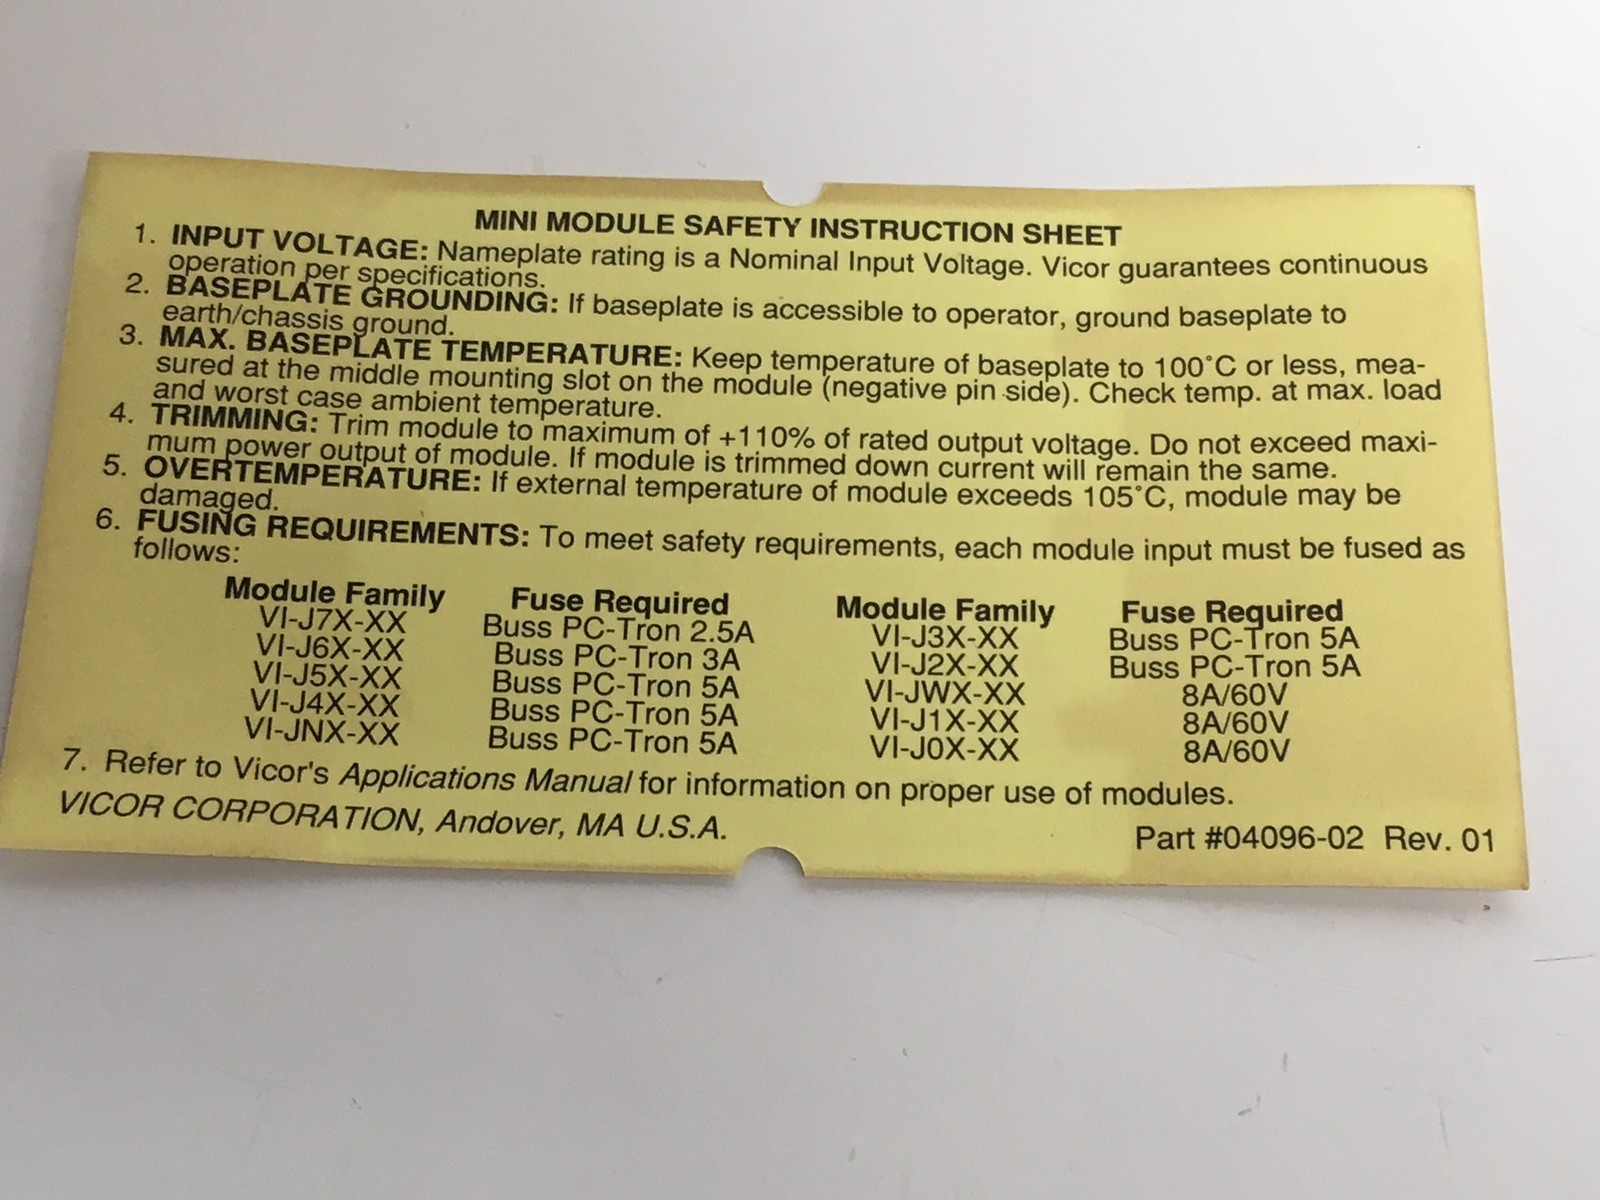 MINI MODULE SAFETY INSTRUCTION SHEET
1. INPUT VOLTAGE: Nameplate rating is a Nominal Input Voltage. Vicor guarantees continuous
operation per specifications.
2. BASEPLATE GROUNDING: If baseplate is accessible to operator, ground baseplate to
earth/chassis ground.
3. MAX. BASEPLATE TEMPERATURE: Keep temperature of baseplate to 100°C or less, mea-
sured at the middle mounting slot on the module (negative pin side). Check temp. at max. load
and worst case ambient temperature.
4. TRIMMING: Trim module to maximum of +110% of rated output voltage. Do not exceed maxi-
mum power output of module. If module is trimmed down current will remain the same.
5. OVERTEMPERATURE: If external temperature of module exceeds 105°C, module may be
damaged.
6. FUSING REQUIREMENTS: To meet safety requirements, each module input must be fused as
follows:
Module Family Fuse Required Module Family Fuse Required
VI-J7X-XX Buss PC-Tron 2.5A VI-J3X-XX Buss PC-Tron 5A
VI-J6X-XX Buss PC-Tron 3A VI-J2X-XX Buss PC-Tron 5A
VI-J5X-XX Buss PC-Tron 5A VI-JWX-XX 8A/60V
VI-J4X-XX Buss PC-Tron 5A VI-J1X-XX 8A/60V
VI-JNX-XX Buss PC-Tron 5A VI-J0X-XX 8A/60V
7. Refer to Vicor's Applications Manual for information on proper use of modules.
VICOR CORPORATION, Andover, MA U.S.A.
Part #04096-02 Rev. 01